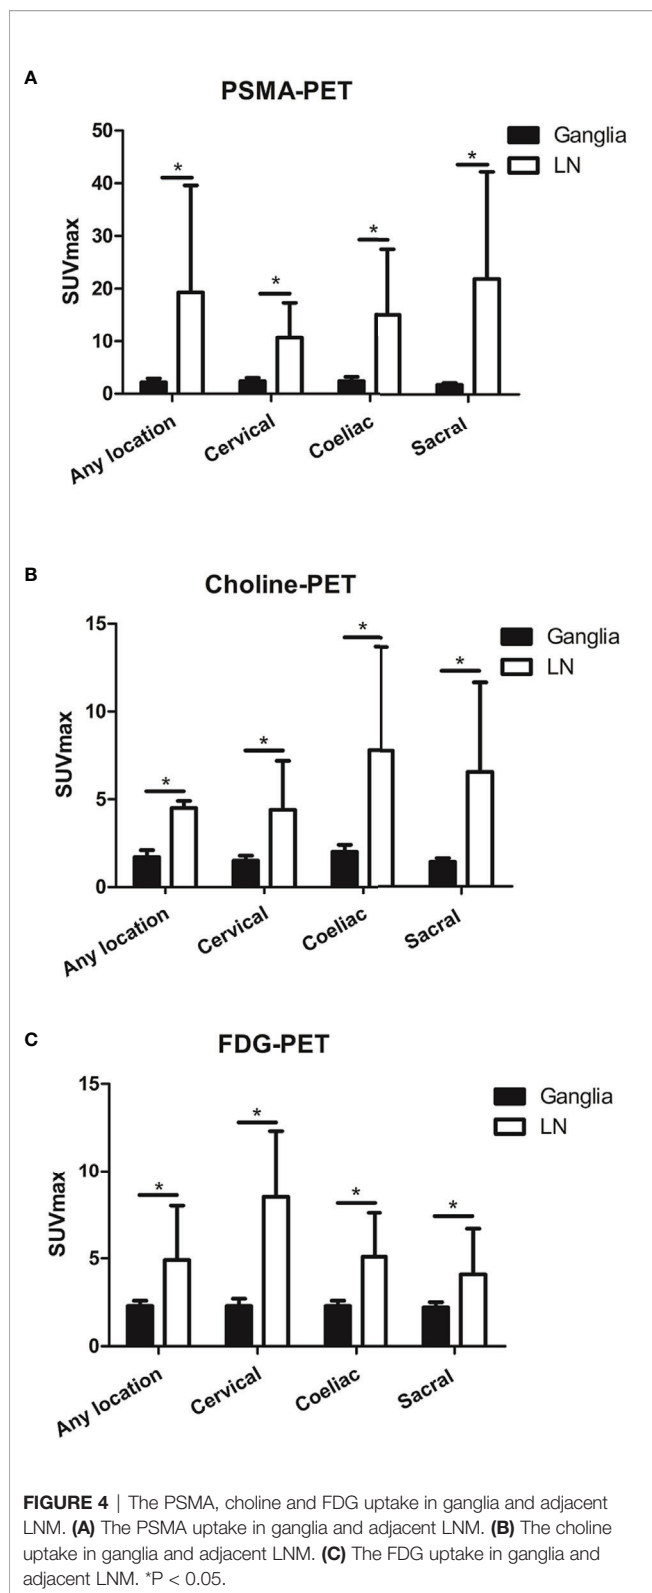 A
PSMA-PET
Ganglia
LN
SUVmax
50
40
30
20
10
0
*
*
*
*
Any location
Cervical
Coeliac
Sacral
B
Choline-PET
Ganglia
LN
SUVmax
15
10
5
0
*
*
*
*
Any location
Cervical
Coeliac
Sacral
C
FDG-PET
Ganglia
LN
SUVmax
15
10
5
0
*
*
*
*
Any location
Cervical
Coeliac
Sacral
FIGURE 4 | The PSMA, choline and FDG uptake in ganglia and adjacent
LNM. (A) The PSMA uptake in ganglia and adjacent LNM. (B) The choline
uptake in ganglia and adjacent LNM. (C) The FDG uptake in ganglia and
adjacent LNM. *P < 0.05.